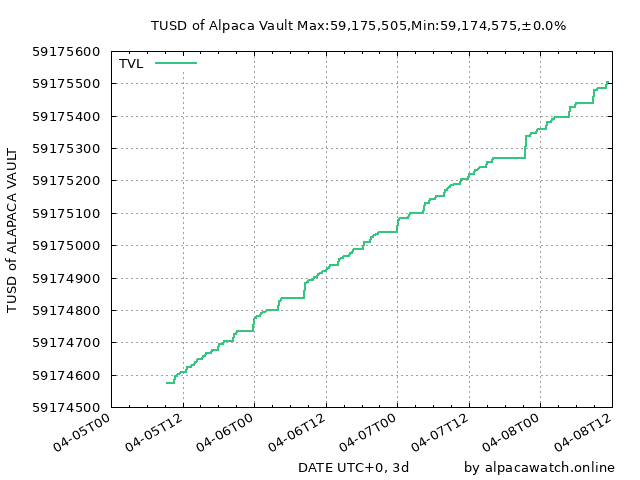 TUSD of Alpaca Vault Max:59,175,505,Min:59,174,575,±0.0%
TVL
59175600
59175500
59175400
59175300
59175200
59175100
59175000
59174900
59174800
59174700
59174600
59174500
TUSD of ALAPACA VAULT
04-05T00
04-05T12
04-06T00
04-06T12
04-07T00
04-07T12
04-08T00
04-08T12
DATE UTC+0, 3d
by alpacawatch.online